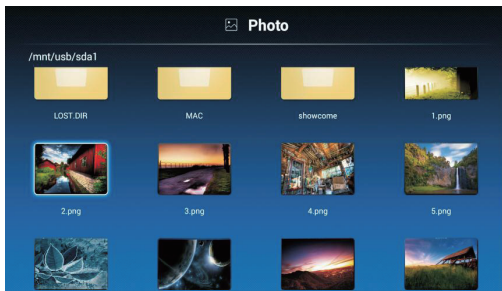 Photo
/mnt/usb/sda1
LOST.DIR
MAC
showcome
1.png
2.png
3.png
4.png
5.png